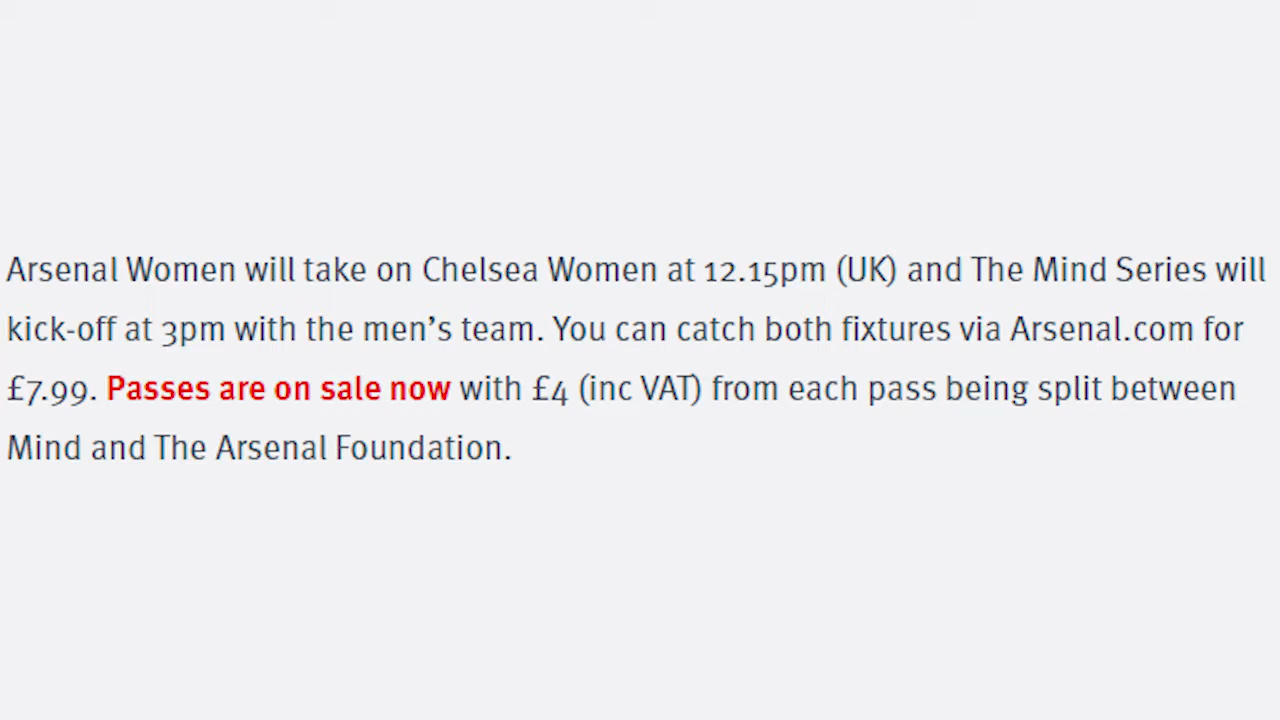 Arsenal Women will take on Chelsea Women at 12.15pm (UK) and The Mind Series will
kick-off at 3pm with the men’s team. You can catch both fixtures via Arsenal.com for
£7.99. Passes are on sale now with £4 (inc VAT) from each pass being split between
Mind and The Arsenal Foundation.